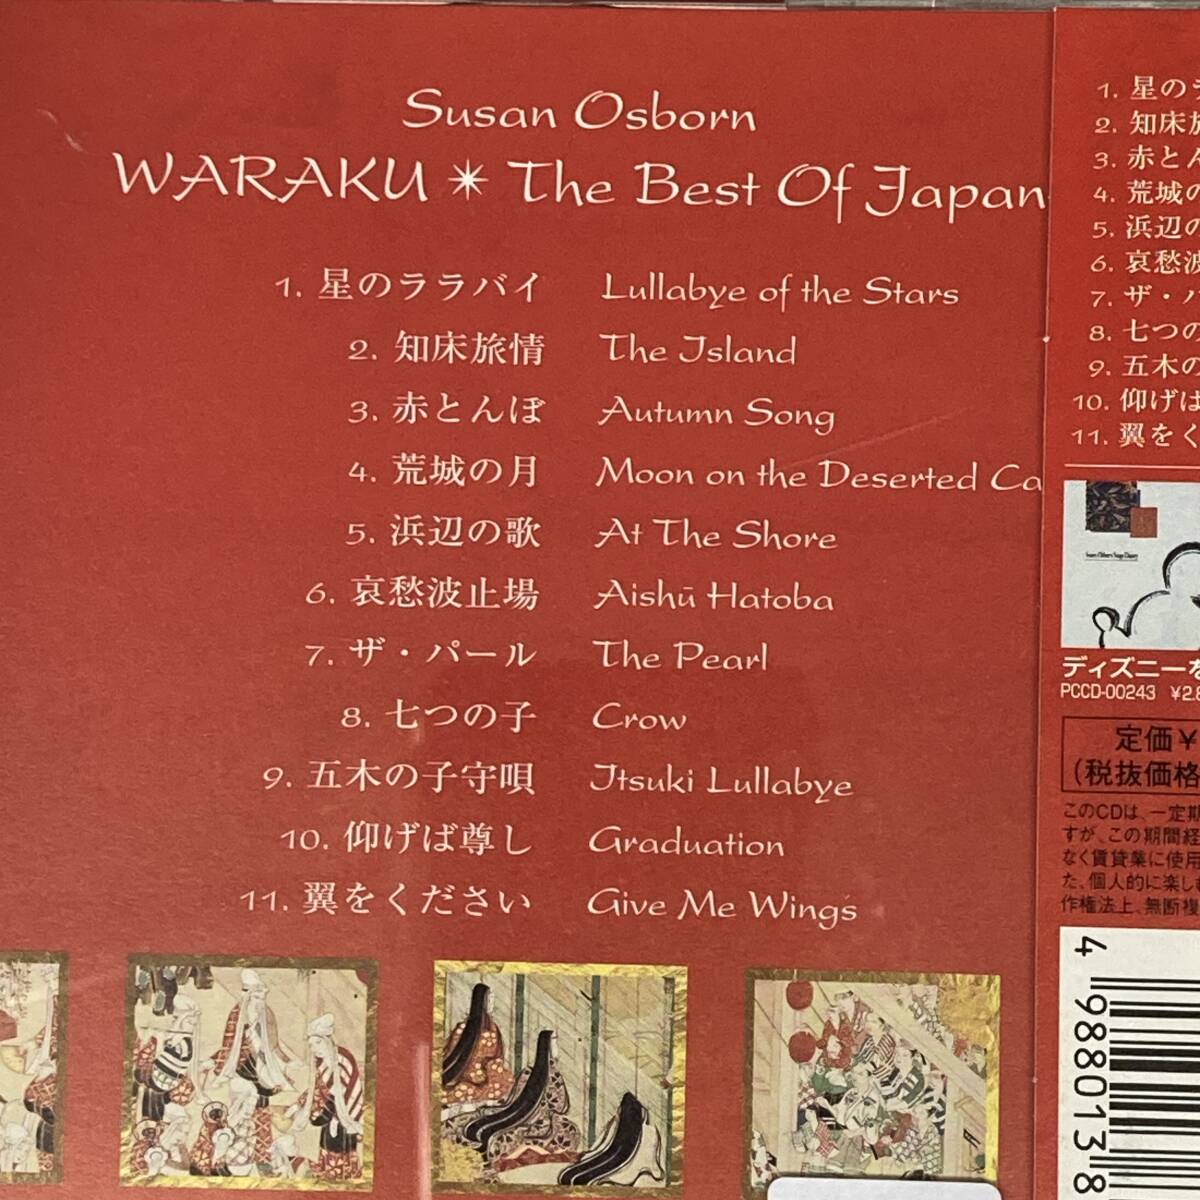 Susan Osborn
WARAKU ✴ The Best Of Japan
1. 星のララバイ Lullabye of the Stars
2. 知床旅情 The Island
3. 赤とんぼ Autumn Song
4. 荒城の月 Moon on the Deserted Ca
5. 浜辺の歌 At The Shore
6. 哀愁波止場 Aishū Hatoba
7. ザ・パール The Pearl
8. 七つの子 Crow
9. 五木の子守唄 Itsuki Lullabye
10. 仰げば尊し Graduation
11. 翼をください Give Me Wings
1. 星の
2. 知床
3. 赤と
4. 荒城の
5. 浜辺の
6. 哀愁
7. ザ・
8. 七つの
9. 五木の
10. 仰げば
11. 翼をく
ディズニーを
PCCD-00243 ¥2.8
定価¥
(税抜価格
このCDは、一定期
すが、この期間経
なく賃貸業に使用
た、個人的に楽し
作権法上、無断複
4 988013 8